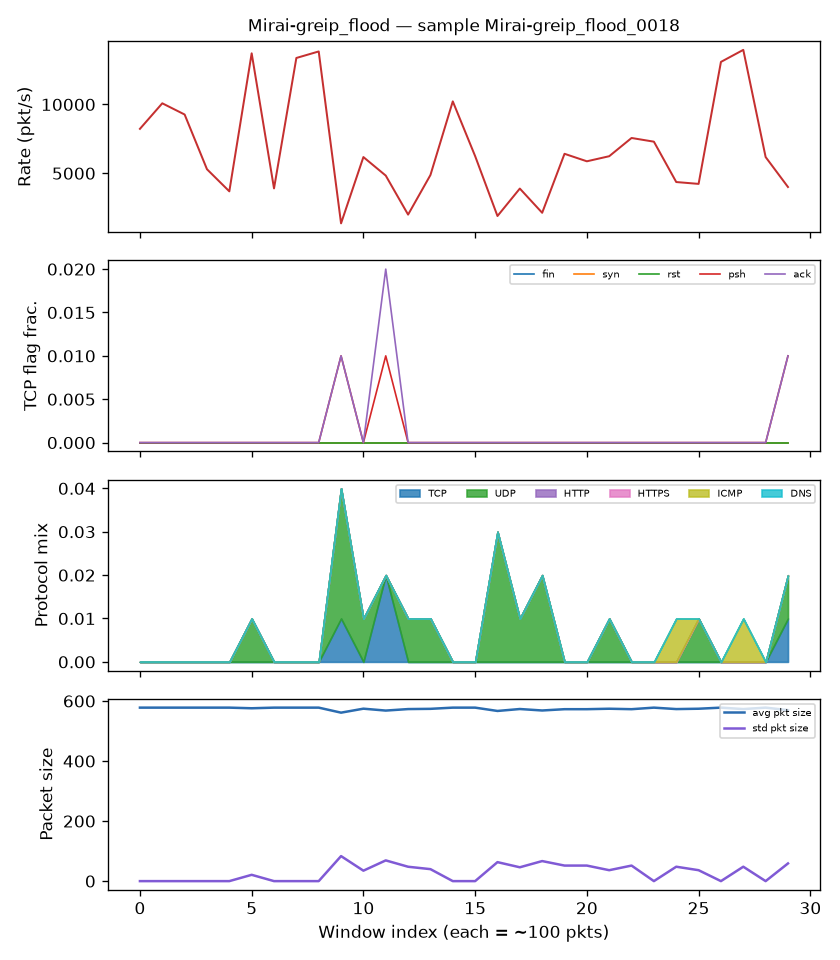 Mirai-greip_flood — sample Mirai-greip_flood_0018
Rate (pkt/s)
10000
5000
TCP flag frac.
0.020
0.015
0.010
0.005
0.000
fin syn rst psh ack
Protocol mix
0.04
0.03
0.02
0.01
0.00
TCP UDP HTTP HTTPS ICMP DNS
Packet size
600
400
200
0
avg pkt size
std pkt size
0 5 10 15 20 25 30
Window index (each = ~100 pkts)